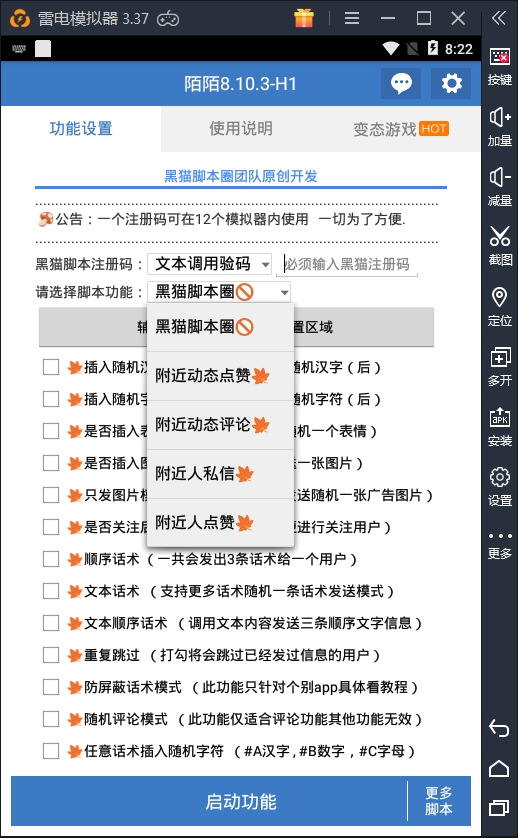 雷电模拟器 3.37
8:22
陌陌8.10.3-H1
功能设置 使用说明 变态游戏 HOT
黑猫脚本圈团队原创开发
公告：一个注册码可在12个模拟器内使用 一切为了方便.
黑猫脚本注册码： 文本调用验码 必须输入黑猫注册码
请选择脚本功能： 黑猫脚本圈
黑猫脚本圈
附近动态点赞
附近动态评论
附近人私信
附近人点赞
辅 置区域
插入随机汉 随机汉字（后）
插入随机字 随机字符（后）
是否插入表 机一个表情）
是否插入图 一张图片）
只发图片模 送随机一张广告图片）
是否关注后 进行关注用户）
顺序话术（一共会发出3条话术给一个用户）
文本话术 （支持更多话术随机一条话术发送模式）
文本顺序话术 （调用文本内容发送三条顺序文字信息）
重复跳过 （打勾将会跳过已经发过信息的用户）
防屏蔽话术模式 （此功能只针对个别app具体看教程）
随机评论模式 （此功能仅适合评论功能其他功能无效）
任意话术插入随机字符（#A汉字,#B数字，#C字母）
启动功能
更多
脚本
按键
加量
减量
截图
定位
多开
APK
安装
设置
更多